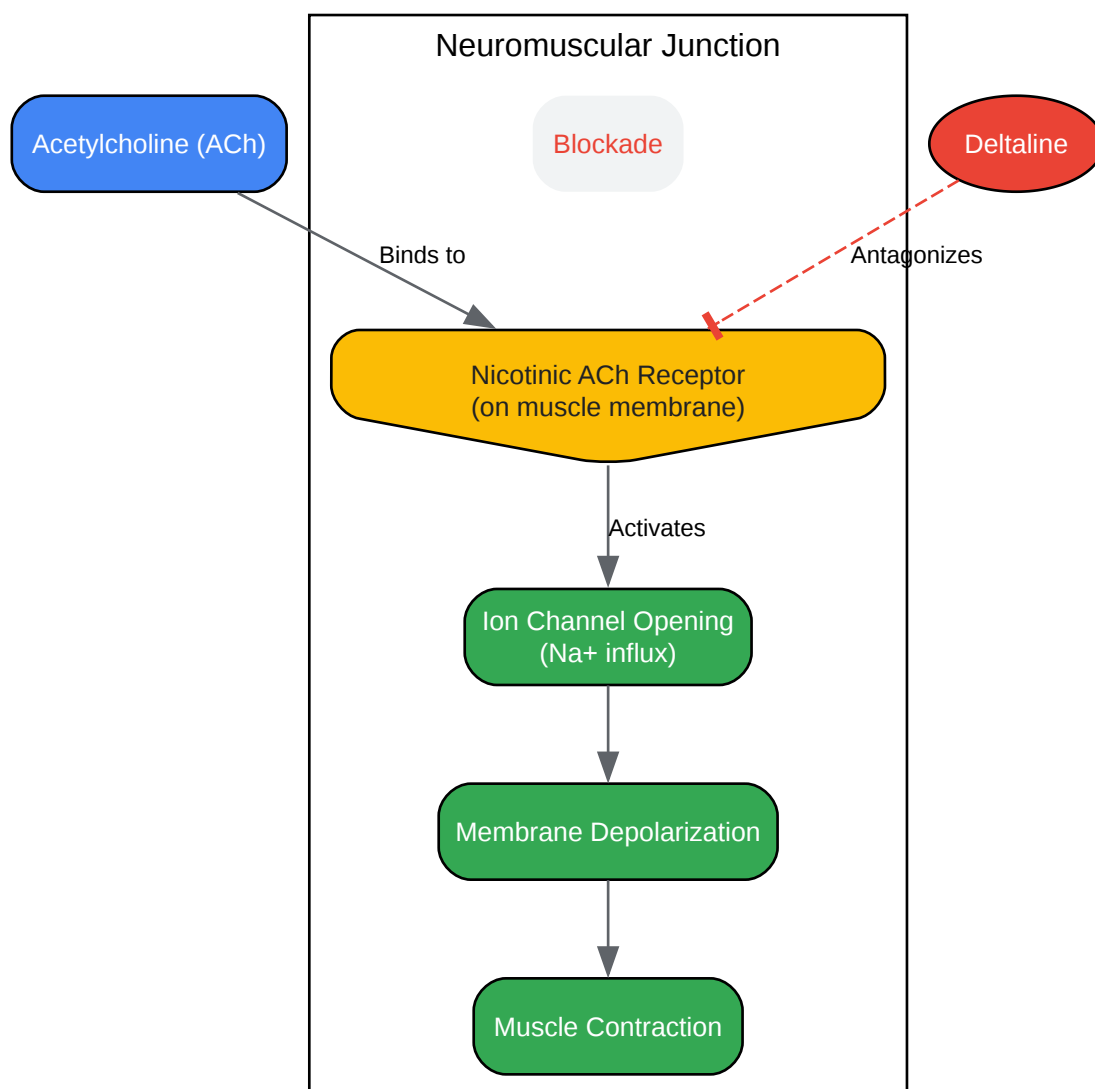 Neuromuscular Junction
Acetylcholine (ACh)
Blockade
Deltaline
Binds to
Antagonizes
Nicotinic ACh Receptor
(on muscle membrane)
Activates
Ion Channel Opening
(Na+ influx)
Membrane Depolarization
Muscle Contraction